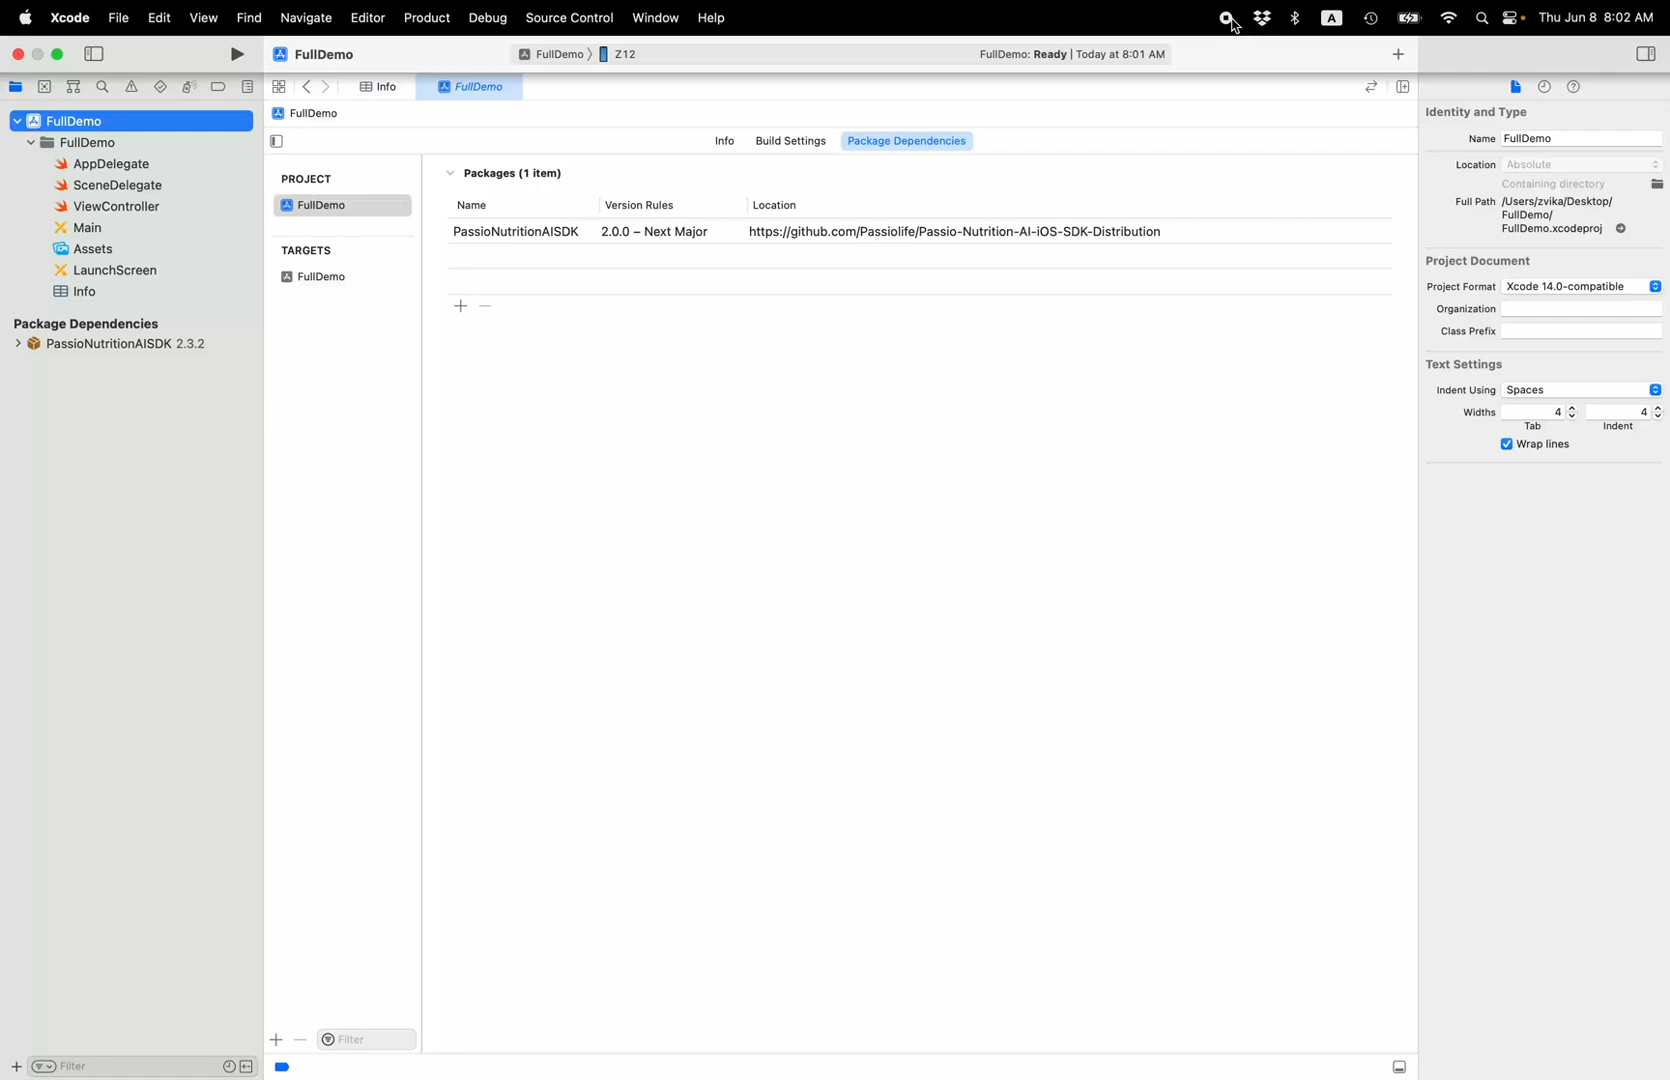 Xcode File Edit View Find Navigate Editor Product Debug Source Control Window Help A Thu Jun 8 8:02 AM
FullDemo FullDemo Z12 FullDemo: Ready | Today at 8:01 AM
Info FullDemo
FullDemo
FullDemo
AppDelegate
SceneDelegate
ViewController
Main
Assets
LaunchScreen
Info
Package Dependencies
PassioNutritionAISDK 2.3.2
Filter
FullDemo
Info Build Settings Package Dependencies
PROJECT
FullDemo
TARGETS
FullDemo
Filter
Packages (1 item)
Name Version Rules Location
PassioNutritionAISDK 2.0.0 – Next Major https://github.com/Passiolife/Passio-Nutrition-AI-iOS-SDK-Distribution
Identity and Type
Name FullDemo
Location Absolute
Containing directory
Full Path /Users/zvika/Desktop/
FullDemo/
FullDemo.xcodeproj
Project Document
Project Format Xcode 14.0-compatible
Organization
Class Prefix
Text Settings
Indent Using Spaces
Widths 4 4
Tab Indent
Wrap lines